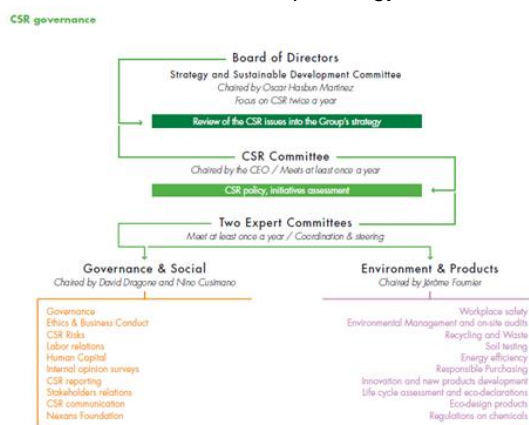 CSR governance
Board of Directors
Strategy and Sustainable Development Committee
Chaired by Oscar Hasbun Martinez
Focus on CSR twice a year
Review of the CSR issues into the Group's strategy
CSR Committee
Chaired by the CEO / Meets at least once a year
CSR policy, initiatives assessment
Two Expert Committees
Meet at least once a year / Coordination & steering
Governance & Social
Chaired by David Dragone and Nino Cusimano
Governance
Ethics & Business Conduct
CSR Risks
Labor relations
Human Capital
Internal opinion surveys
CSR reporting
Stakeholders relations
CSR communication
Nexans Foundation
Environment & Products
Chaired by Jérôme Fournier
Workplace safety
Environmental Management and on-site audits
Recycling and Waste
Soil testing
Energy efficiency
Responsible Purchasing
Innovation and new products development
Life cycle assessment and eco-declarations
Eco-design products
Regulations on chemicals